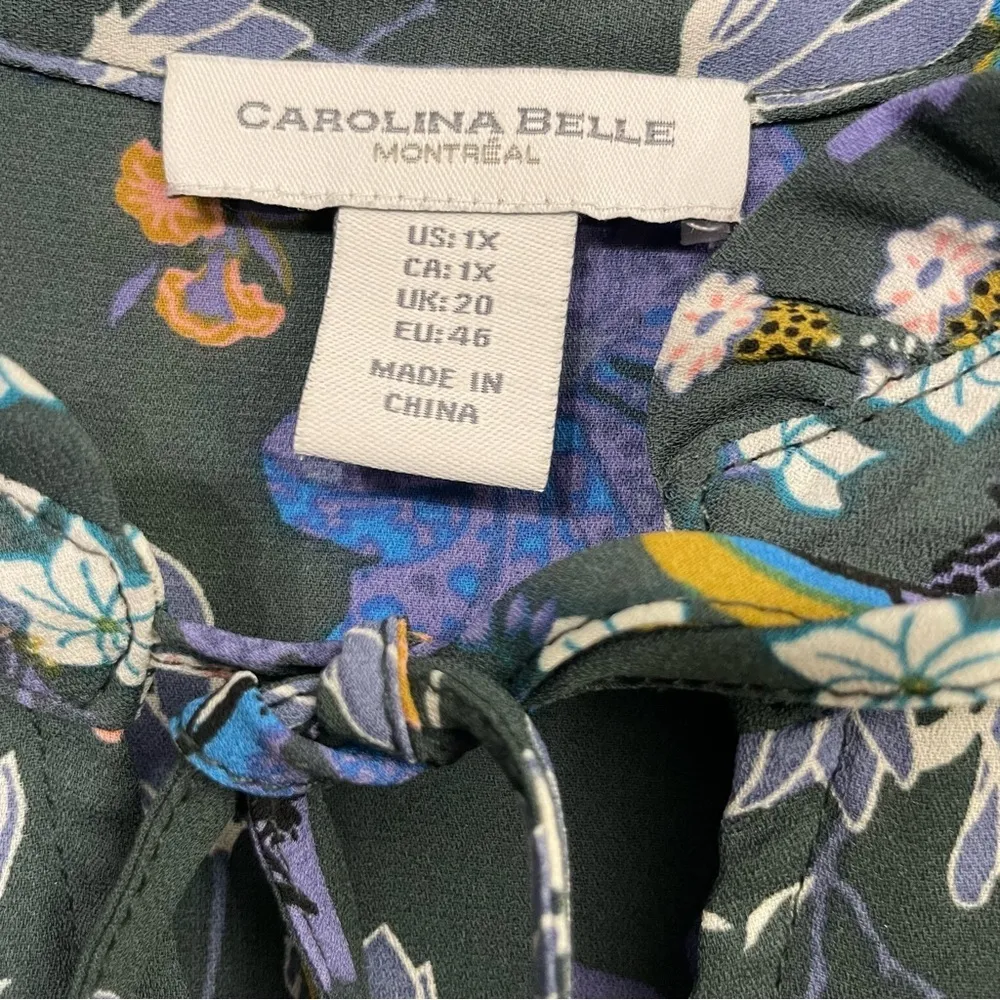 CAROLINA BELLE
MONTRÉAL
US: 1X
CA: 1X
UK: 20
EU: 46
MADE IN
CHINA